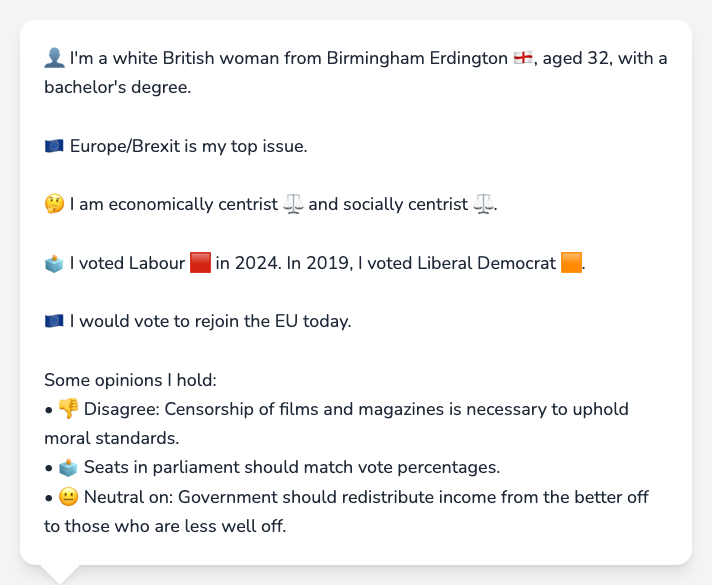 👤 I'm a white British woman from Birmingham Erdington 🏴󠁧󠁢󠁥󠁮󠁧󠁿, aged 32, with a
bachelor's degree.
🇪🇺 Europe/Brexit is my top issue.
🤔 I am economically centrist ⚖️ and socially centrist ⚖️.
🗳️ I voted Labour 🟥 in 2024. In 2019, I voted Liberal Democrat 🟧.
🇪🇺 I would vote to rejoin the EU today.
Some opinions I hold:
• 👎 Disagree: Censorship of films and magazines is necessary to uphold
moral standards.
• 🗳️ Seats in parliament should match vote percentages.
• 😐 Neutral on: Government should redistribute income from the better off
to those who are less well off.